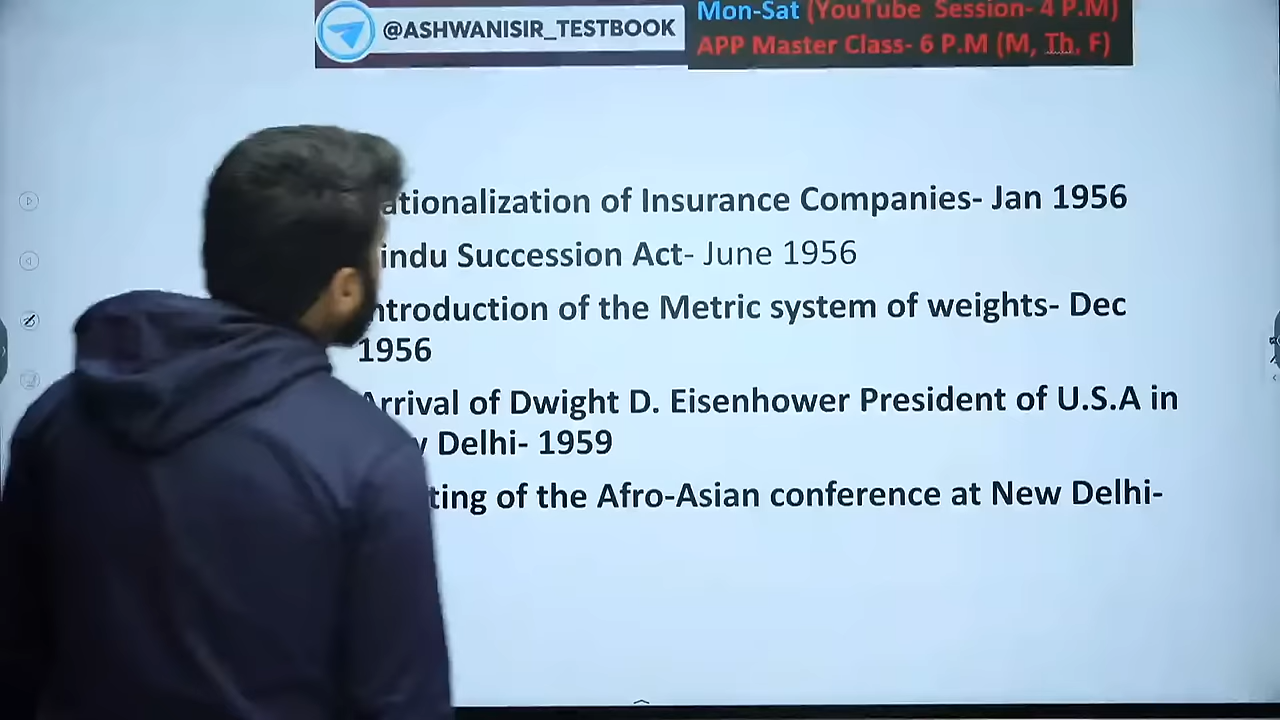 @ASHWANISIR_TESTBOOK
Mon-Sat (YouTube Session- 4 P.M)
APP Master Class- 6 P.M (M, Th. F)
ationalization of Insurance Companies- Jan 1956
indu Succession Act- June 1956
ntroduction of the Metric system of weights- Dec
1956
Arrival of Dwight D. Eisenhower President of U.S.A in
Delhi- 1959
ting of the Afro-Asian conference at New Delhi-